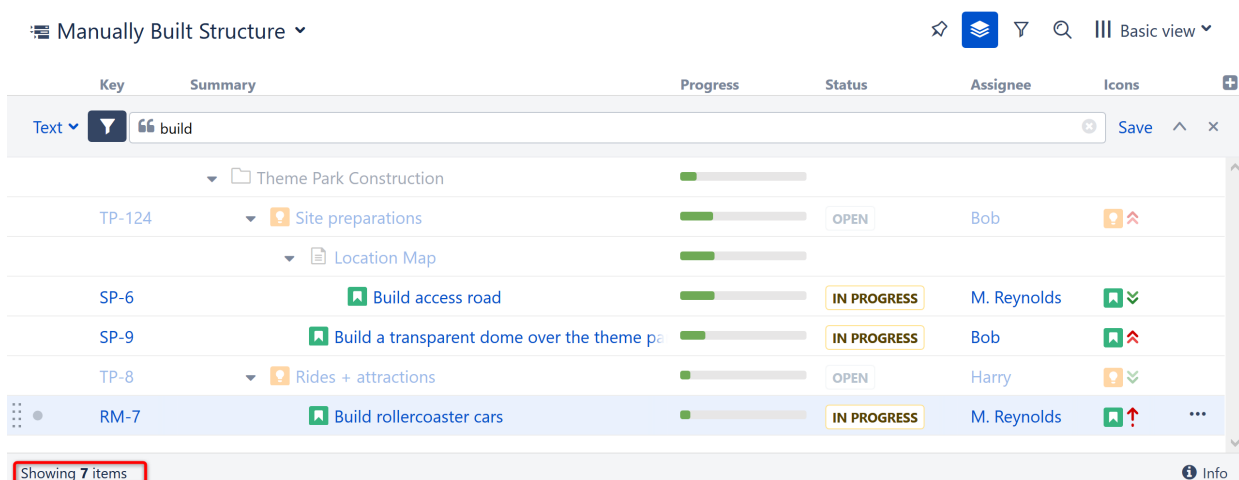 Manually Built Structure Basic view
Key Summary Progress Status Assignee Icons
Text build Save
Theme Park Construction
TP-124 Site preparations OPEN Bob
Location Map
SP-6 Build access road IN PROGRESS M. Reynolds
SP-9 Build a transparent dome over the theme pa IN PROGRESS Bob
TP-8 Rides + attractions OPEN Harry
RM-7 Build rollercoaster cars IN PROGRESS M. Reynolds
Showing 7 items Info